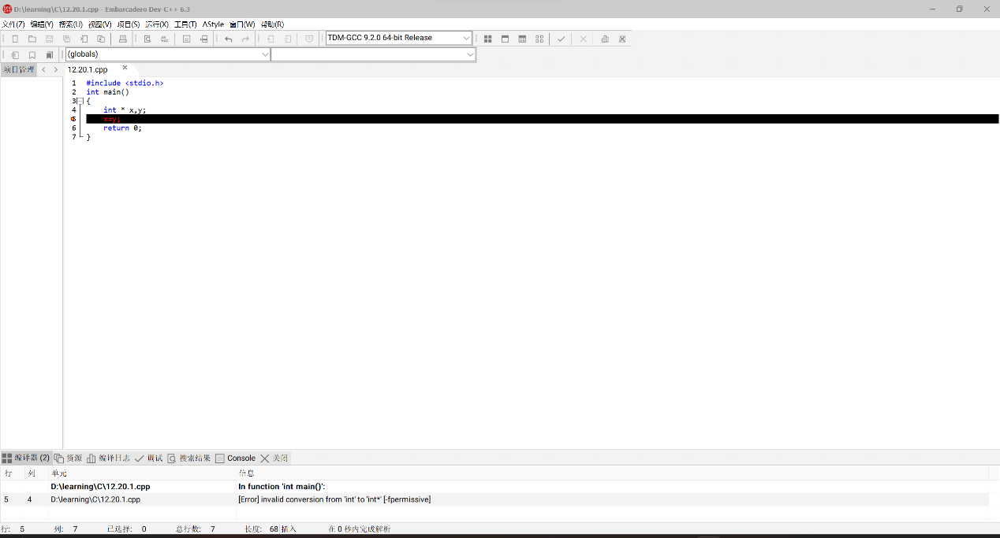 D:\learning\C\12.20.1.cpp - Embarcadero Dev-C++ 6.3
文件(Z) 编辑(Y) 搜索(U) 视图(V) 项目(S) 运行(X) 工具(T) AStyle 窗口(W) 帮助(R)
TDM-GCC 9.2.0 64-bit Release
(globals)
项目管理 12.20.1.cpp
1 #include <stdio.h>
2 int main()
3 {
4 int * x,y;
5 x=y;
6 return 0;
7 }
编译器 (2) 资源 编译日志 调试 搜索结果 Console 关闭
行 列 单元 信息
D:\learning\C\12.20.1.cpp In function 'int main()':
5 4 D:\learning\C\12.20.1.cpp [Error] invalid conversion from 'int' to 'int*' [-fpermissive]
行: 5 列: 7 已选择: 0 总行数: 7 长度: 68 插入 在 0 秒内完成解析